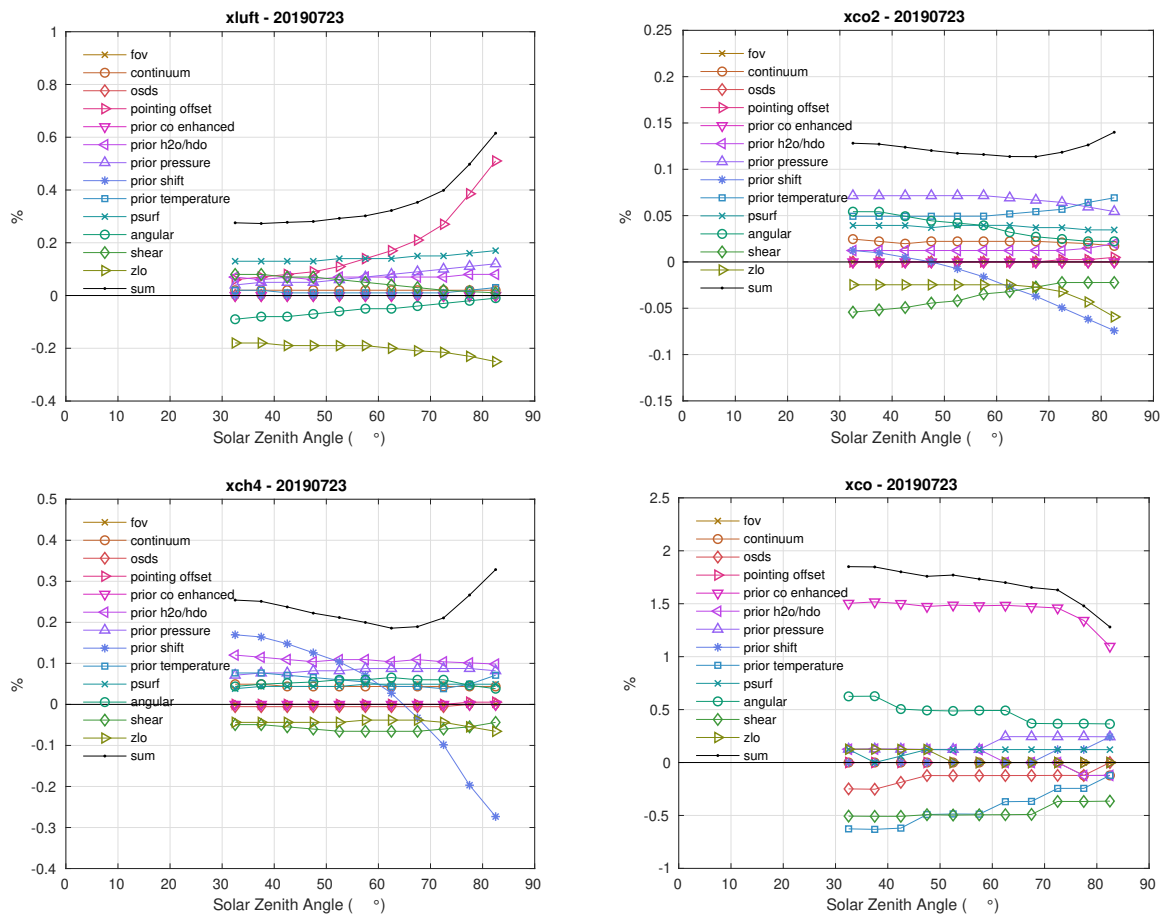 xluft - 20190723
1
0.8
0.6
0.4
0.2
0
-0.2
-0.4
%
fov
continuum
osds
pointing offset
prior co enhanced
prior h2o/hdo
prior pressure
prior shift
prior temperature
psurf
angular
shear
zlo
sum
0 10 20 30 40 50 60 70 80 90
Solar Zenith Angle ( °)
xco2 - 20190723
0.25
0.2
0.15
0.1
0.05
0
-0.05
-0.1
-0.15
%
fov
continuum
osds
pointing offset
prior co enhanced
prior h2o/hdo
prior pressure
prior shift
prior temperature
psurf
angular
shear
zlo
sum
0 10 20 30 40 50 60 70 80 90
Solar Zenith Angle ( °)
xch4 - 20190723
0.5
0.4
0.3
0.2
0.1
0
-0.1
-0.2
-0.3
-0.4
%
fov
continuum
osds
pointing offset
prior co enhanced
prior h2o/hdo
prior pressure
prior shift
prior temperature
psurf
angular
shear
zlo
sum
0 10 20 30 40 50 60 70 80 90
Solar Zenith Angle ( °)
xco - 20190723
2.5
2
1.5
1
0.5
0
-0.5
-1
%
fov
continuum
osds
pointing offset
prior co enhanced
prior h2o/hdo
prior pressure
prior shift
prior temperature
psurf
angular
shear
zlo
sum
0 10 20 30 40 50 60 70 80 90
Solar Zenith Angle ( °)